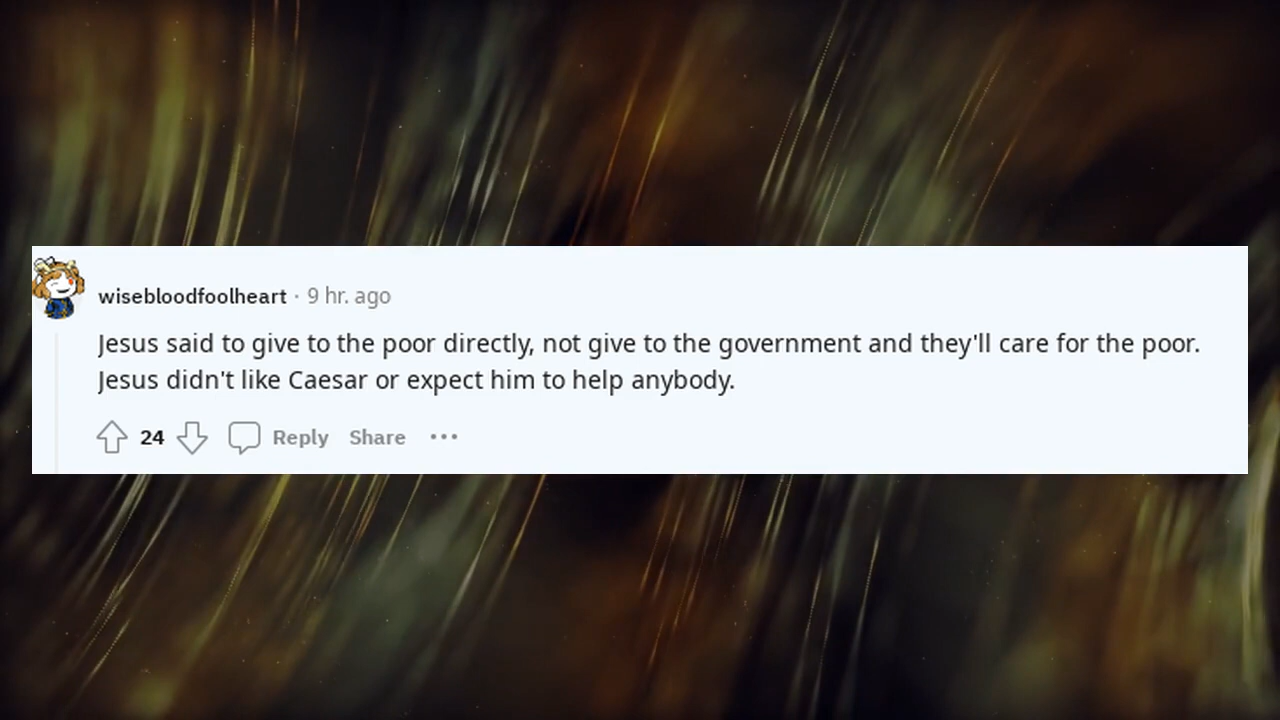 wisebloodfoolheart · 9 hr. ago
Jesus said to give to the poor directly, not give to the government and they'll care for the poor.
Jesus didn't like Caesar or expect him to help anybody.
24 Reply Share •••